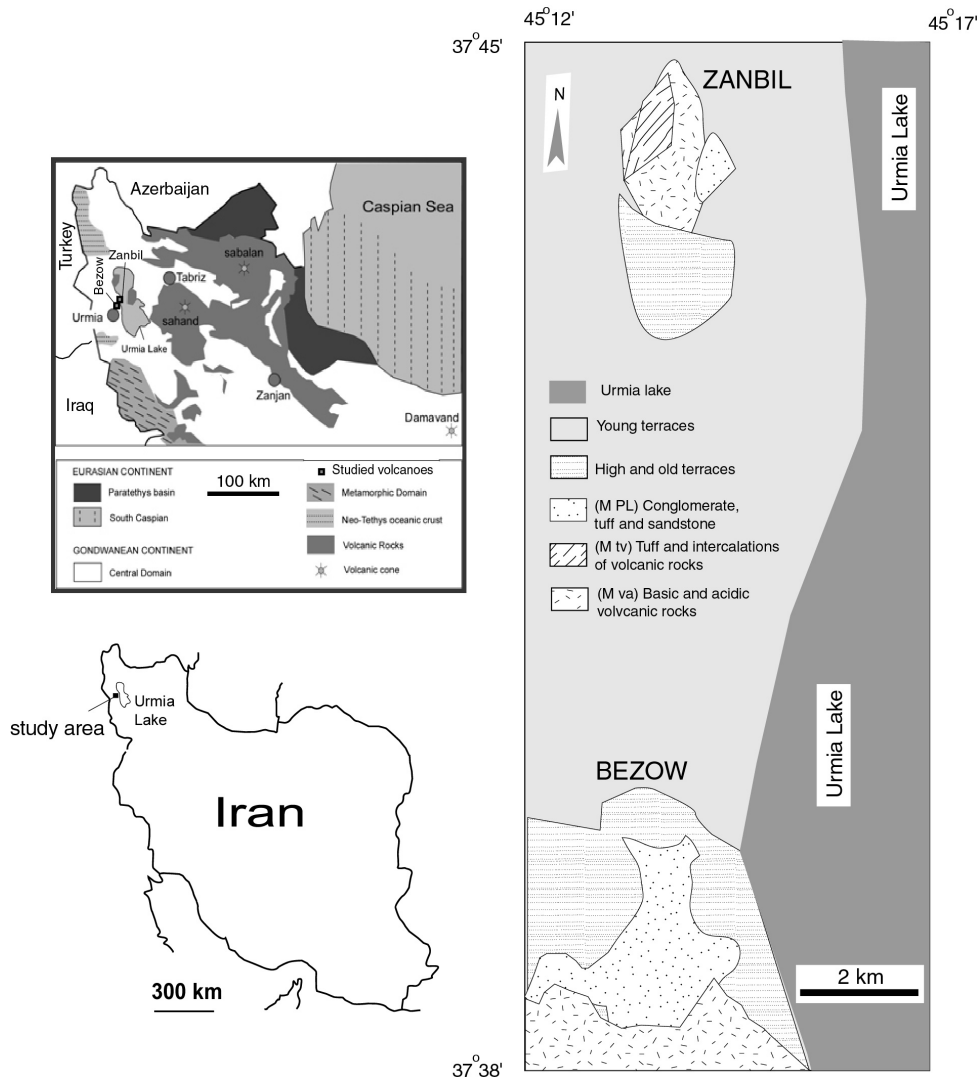 45°12'
45°17'
37°45'
ZANBIL
N
Urmia Lake
Azerbaijan
Caspian Sea
Turkey
Zanbil
Bezow
sabalan
Tabriz
Urmia
sahand
Urmia Lake
Zanjan
Iraq
Damavand
EURASIAN CONTINENT
Paratethys basin
South Caspian
GONDWANEAN CONTINENT
Central Domain
100 km
Studied volcanoes
Metamorphic Domain
Neo-Tethys oceanic crust
Volcanic Rocks
Volcanic cone
Urmia lake
Young terraces
High and old terraces
(M PL) Conglomerate,
tuff and sandstone
(M tv) Tuff and intercalations
of volcanic rocks
(M va) Basic and acidic
volvcanic rocks
Urmia
Lake
study area
Iran
300 km
Urmia Lake
BEZOW
2 km
37°38'